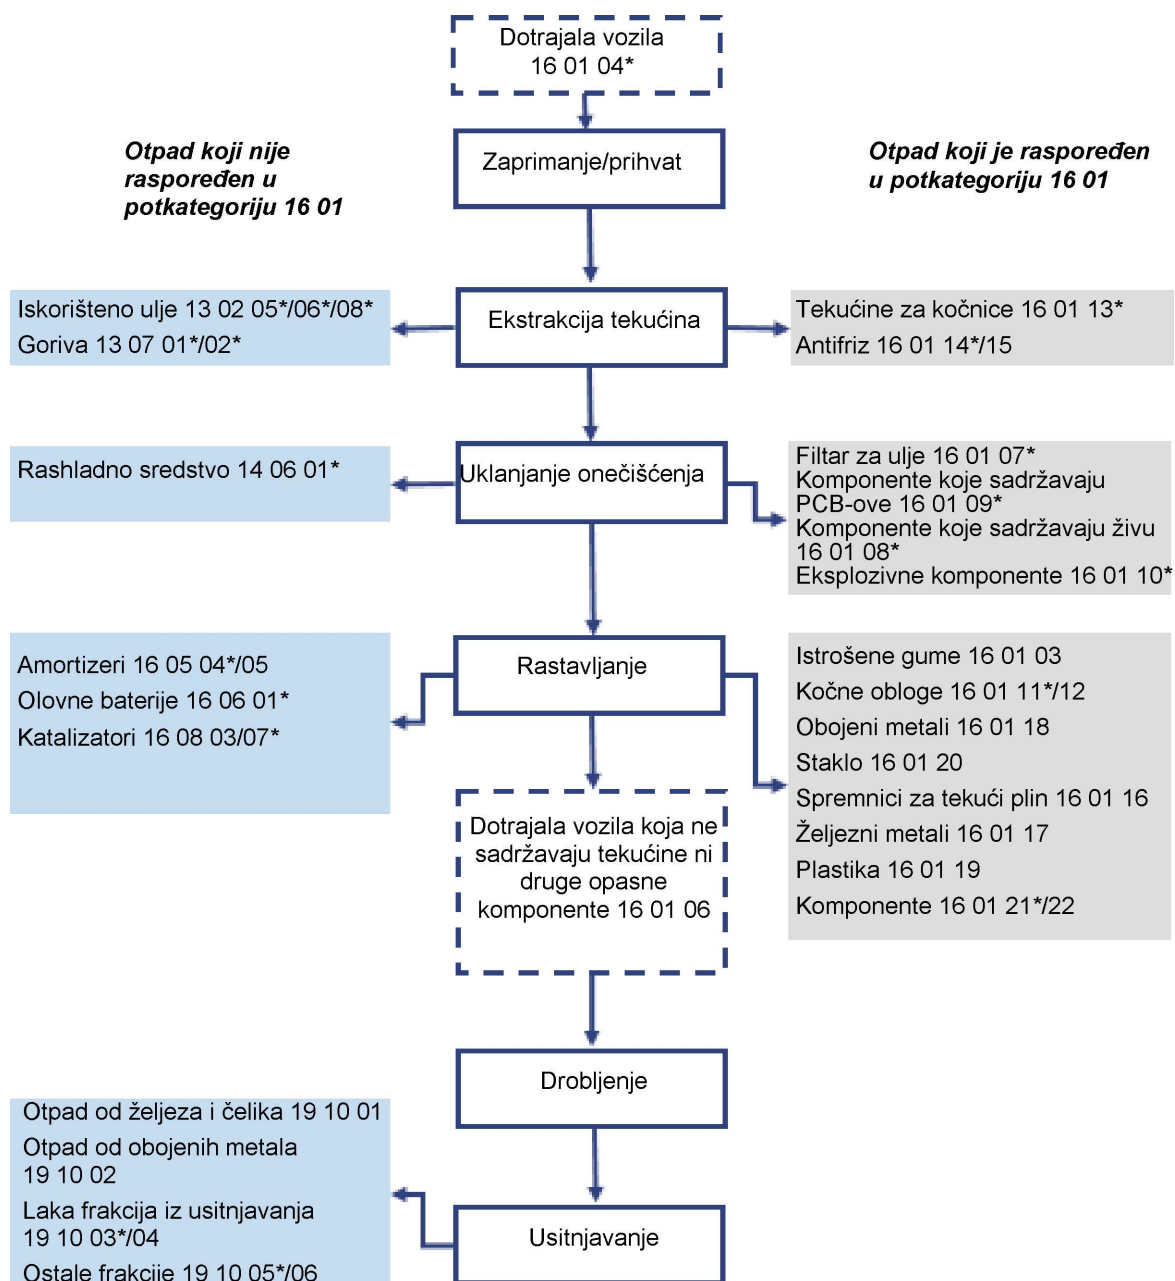 Dotrajala vozila
16 01 04*
Otpad koji nije
raspoređen u
potkategoriju 16 01
Zaprimanje/prihvat
Otpad koji je raspoređen
u potkategoriju 16 01
Iskorišteno ulje 13 02 05*/06*/08*
Goriva 13 07 01*/02*
Ekstrakcija tekućina
Tekućine za kočnice 16 01 13*
Antifriz 16 01 14*/15
Rashladno sredstvo 14 06 01*
Uklanjanje onečišćenja
Filtar za ulje 16 01 07*
Komponente koje sadržavaju
PCB-ove 16 01 09*
Komponente koje sadržavaju živu
16 01 08*
Eksplozivne komponente 16 01 10*
Amortizeri 16 05 04*/05
Olovne baterije 16 06 01*
Katalizatori 16 08 03/07*
Rastavljanje
Istrošene gume 16 01 03
Kočne obloge 16 01 11*/12
Obojeni metali 16 01 18
Staklo 16 01 20
Spremnici za tekući plin 16 01 16
Željezni metali 16 01 17
Plastika 16 01 19
Komponente 16 01 21*/22
Dotrajala vozila koja ne
sadržavaju tekućine ni
druge opasne
komponente 16 01 06
Drobljenje
Otpad od željeza i čelika 19 10 01
Otpad od obojenih metala
19 10 02
Laka frakcija iz usitnjavanja
19 10 03*/04
Ostale frakcije 19 10 05*/06
Usitnjavanje